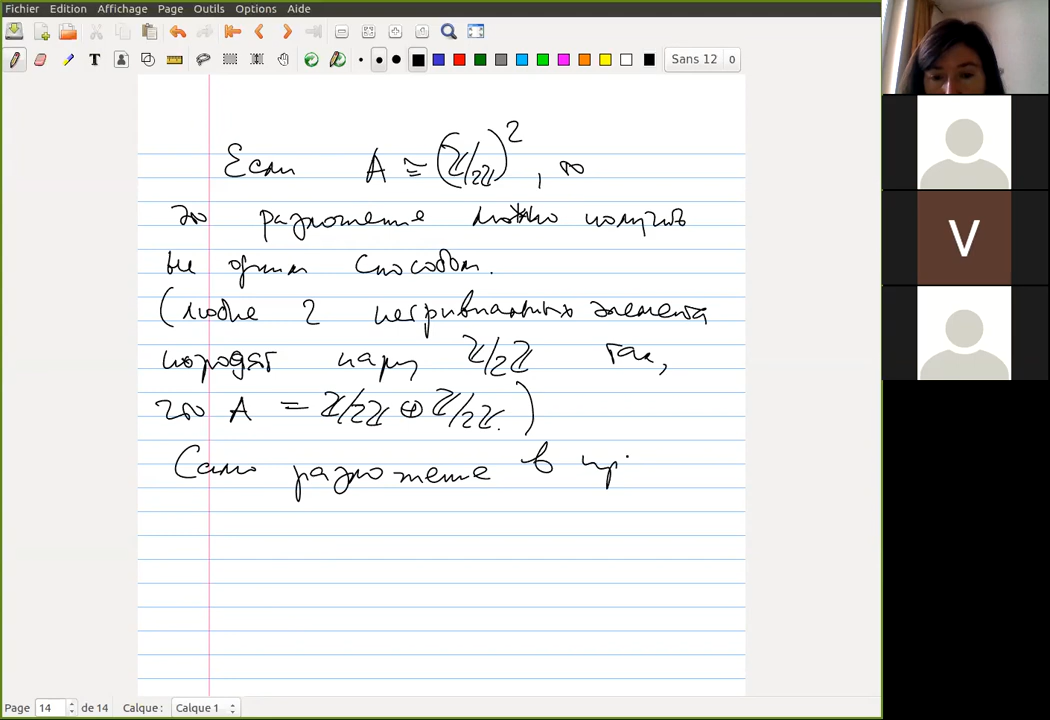 Fichier Edition Affichage Page Outils Options Aide
T Sans 12 0
Если A ≅ (ℤ/2ℤ)², то
это разложение можно получить
не одним способом.
(любые 2 нетривиальных элемента
породят пару ℤ/2ℤ так,
что A = ℤ/2ℤ ⊕ ℤ/2ℤ.)
Само разложение в пр
V
Page 14 de 14 Calque : Calque 1